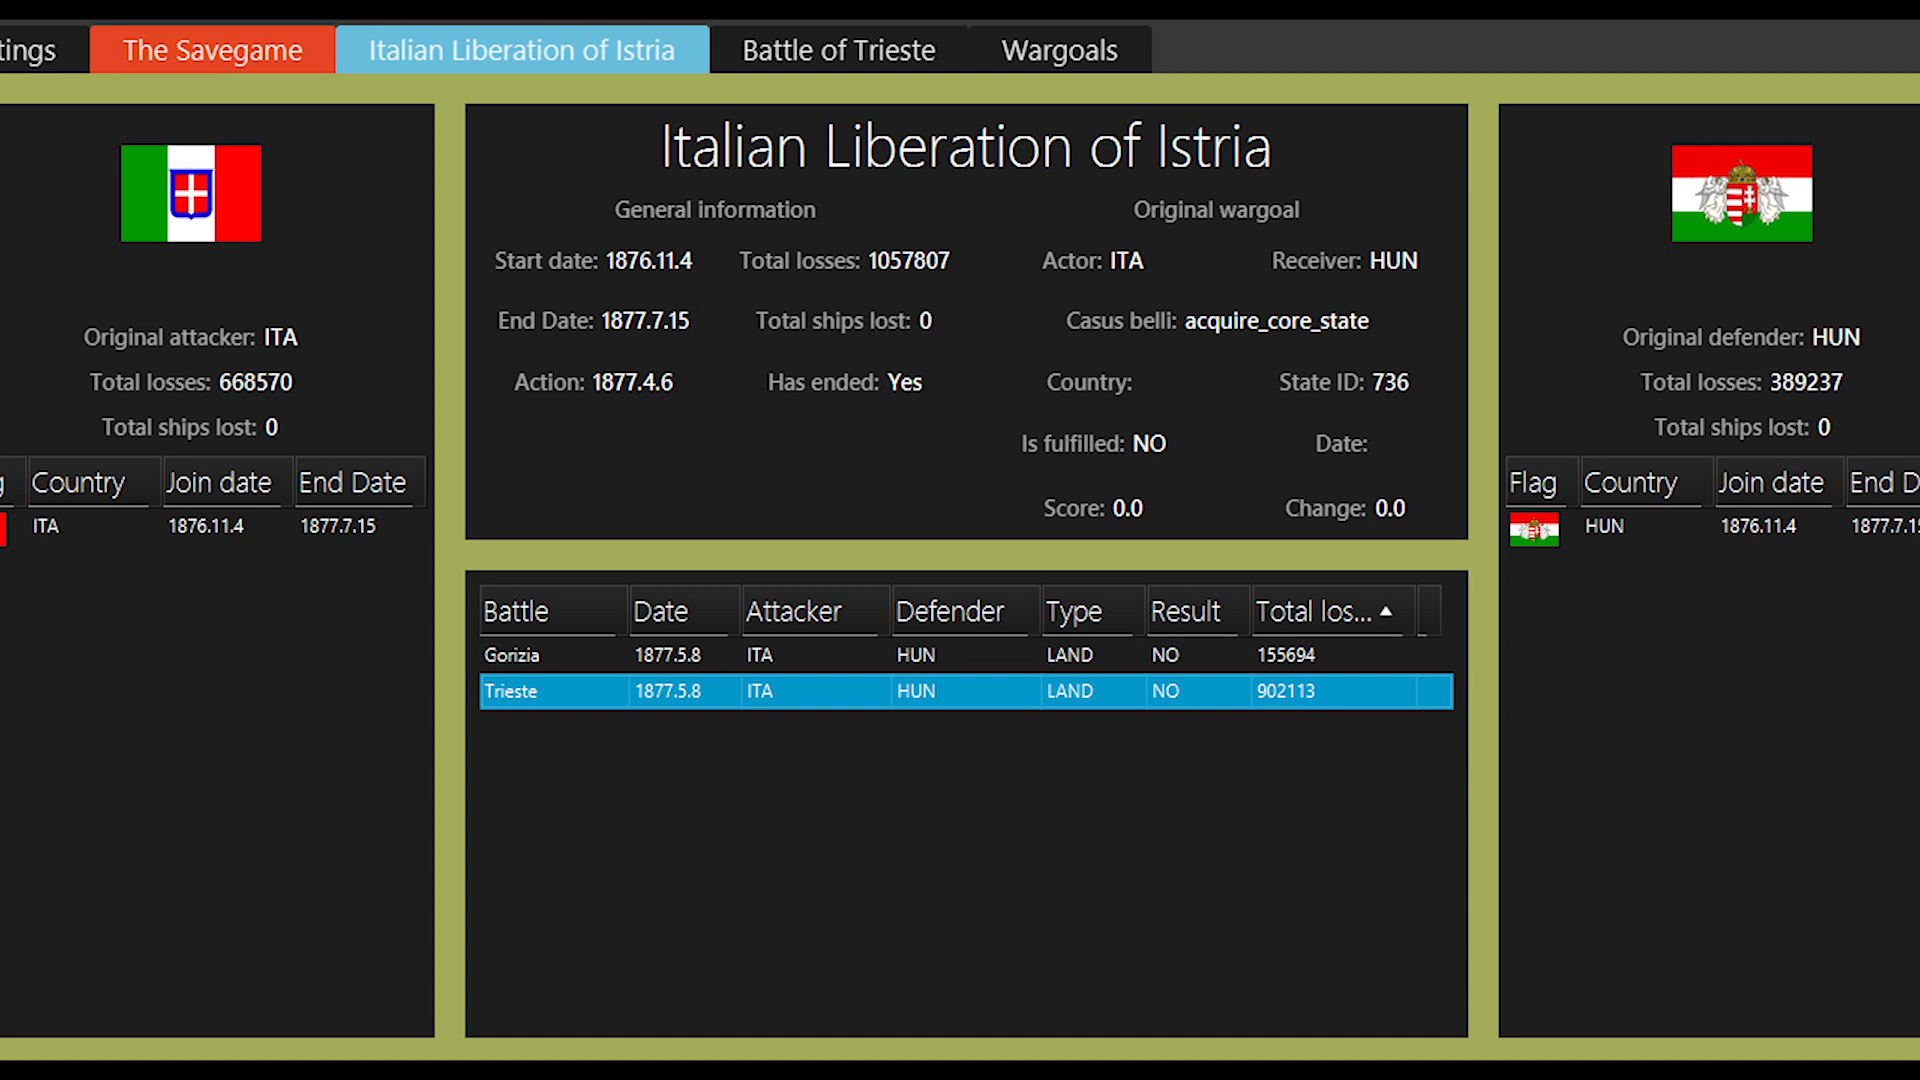 tings
The Savegame
Italian Liberation of Istria
Battle of Trieste
Wargoals
Original attacker: ITA
Total losses: 668570
Total ships lost: 0
g Country Join date End Date
ITA 1876.11.4 1877.7.15
Italian Liberation of Istria
General information
Original wargoal
Start date: 1876.11.4 Total losses: 1057807 Actor: ITA Receiver: HUN
End Date: 1877.7.15 Total ships lost: 0 Casus belli: acquire_core_state
Action: 1877.4.6 Has ended: Yes Country: State ID: 736
Is fulfilled: NO Date:
Score: 0.0 Change: 0.0
Battle Date Attacker Defender Type Result Total los...
Gorizia 1877.5.8 ITA HUN LAND NO 155694
Trieste 1877.5.8 ITA HUN LAND NO 902113
Original defender: HUN
Total losses: 389237
Total ships lost: 0
Flag Country Join date End D
HUN 1876.11.4 1877.7.15